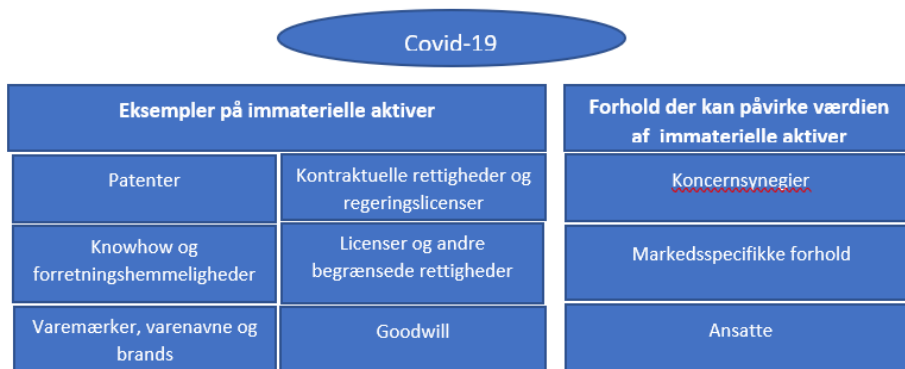 Covid-19
Eksempler på immaterielle aktiver
Forhold der kan påvirke værdien
af immaterielle aktiver
Patenter
Kontraktuelle rettigheder og
regeringslicenser
Koncernsynegier
Knowhow og
forretningshemmeligheder
Licenser og andre
begrænsede rettigheder
Markedsspecifikke forhold
Varemærker, varenavne og
brands
Goodwill
Ansatte